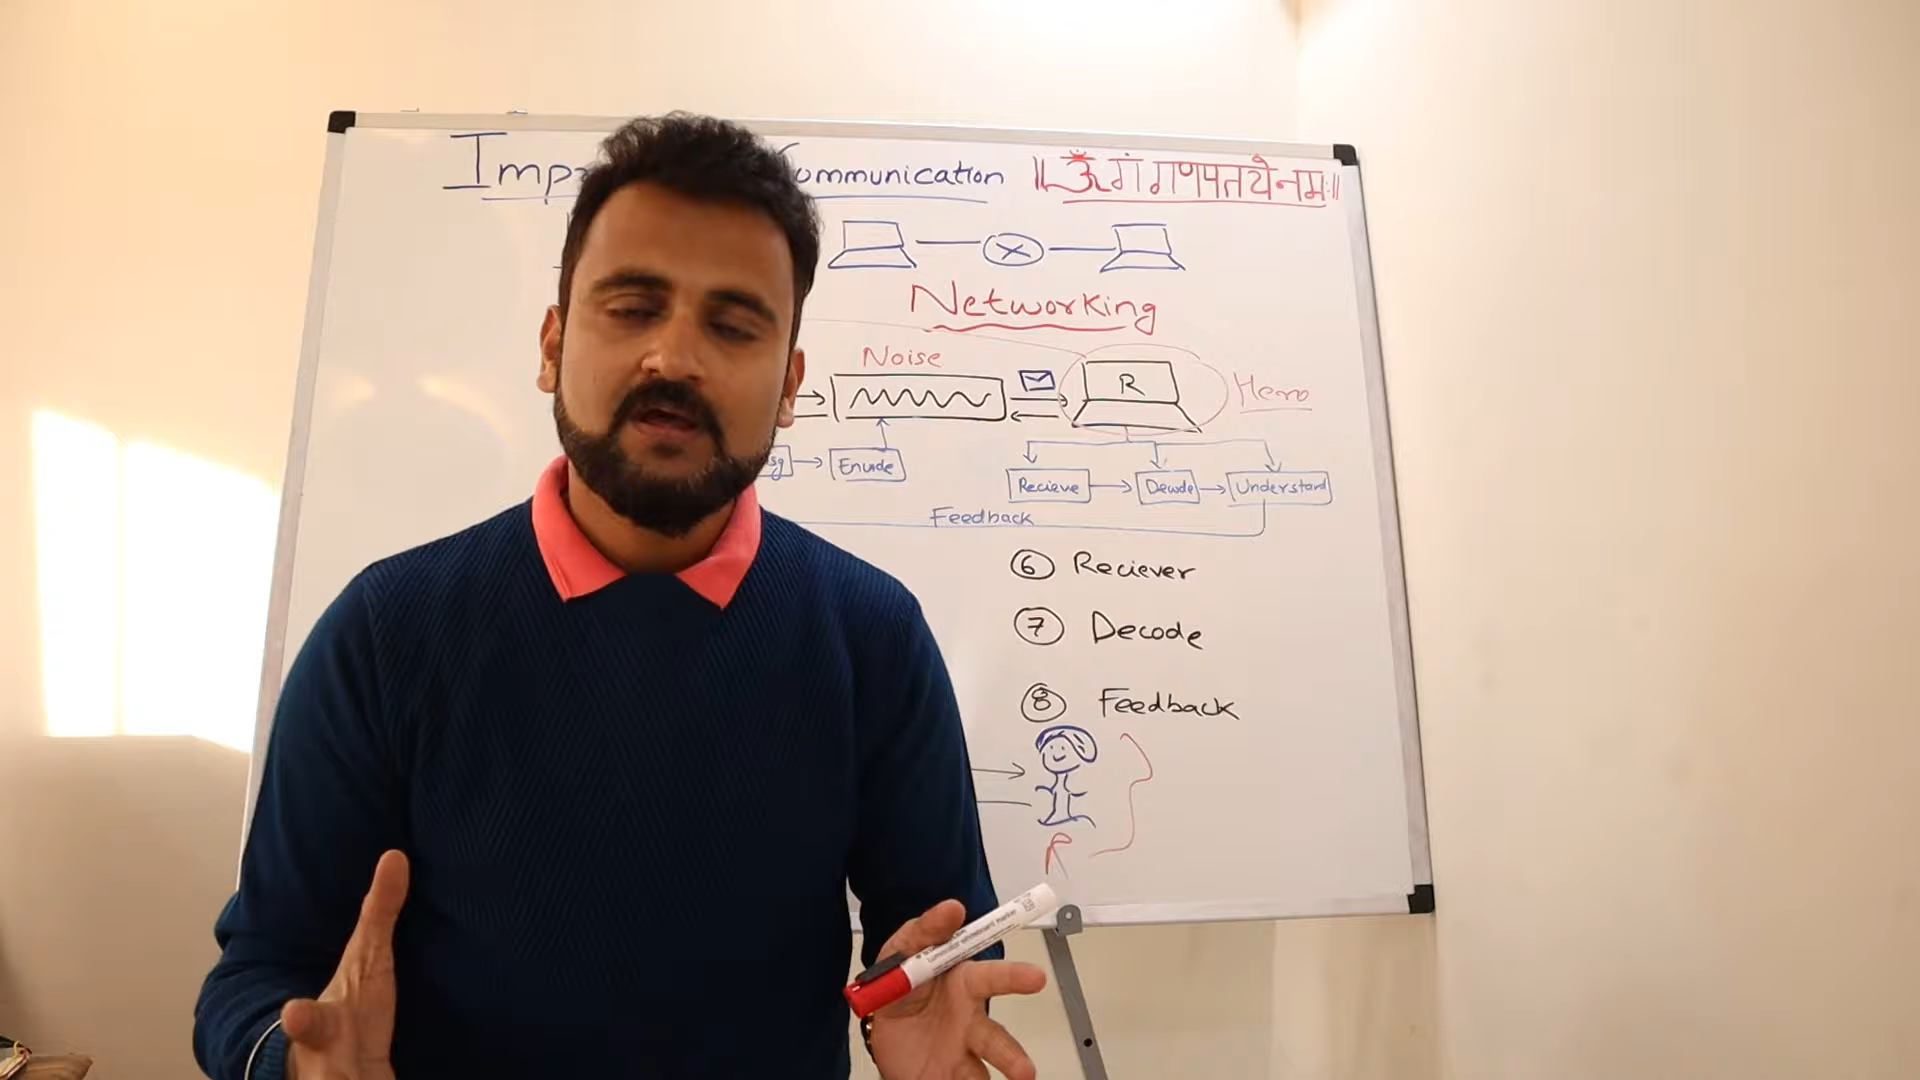 Communication ॥ॐ गं गणपतये नमः॥
Networking
Noise
R
Hero
Encode
Recieve
Decode
Understand
Feedback
6 Reciever
7 Decode
8 Feedback